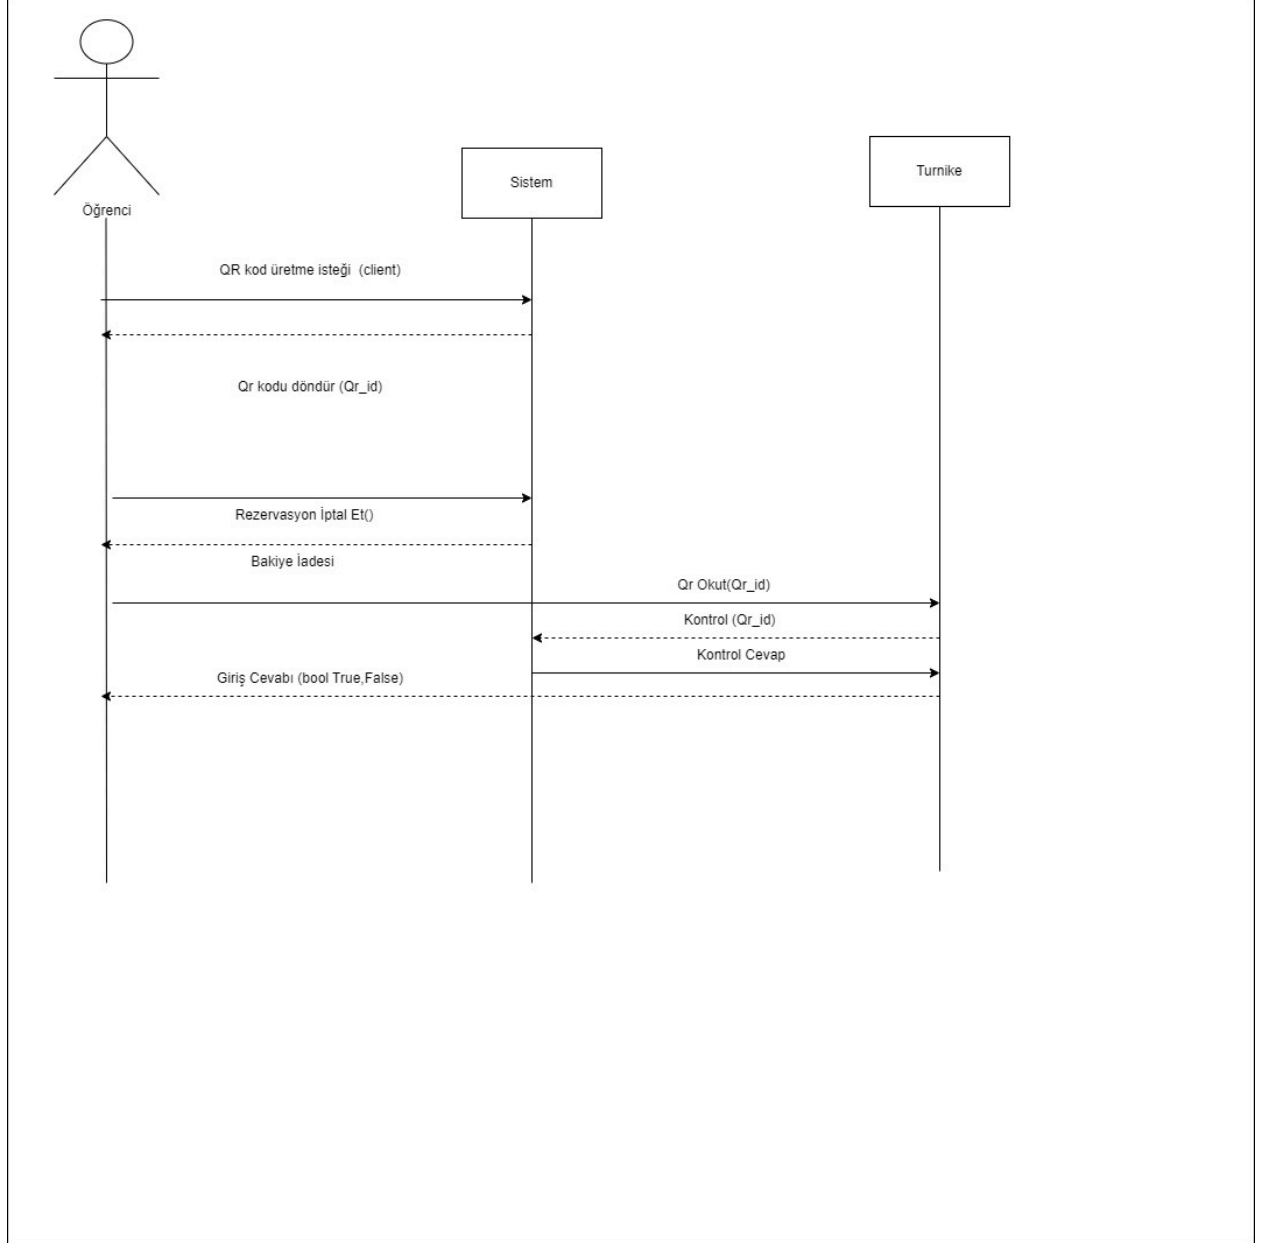 Öğrenci
Sistem
Turnike
QR kod üretme isteği  (client)
Qr kodu döndür (Qr_id)
Rezervasyon İptal Et()
Bakiye İadesi
Qr Okut(Qr_id)
Kontrol (Qr_id)
Kontrol Cevap
Giriş Cevabı (bool True,False)